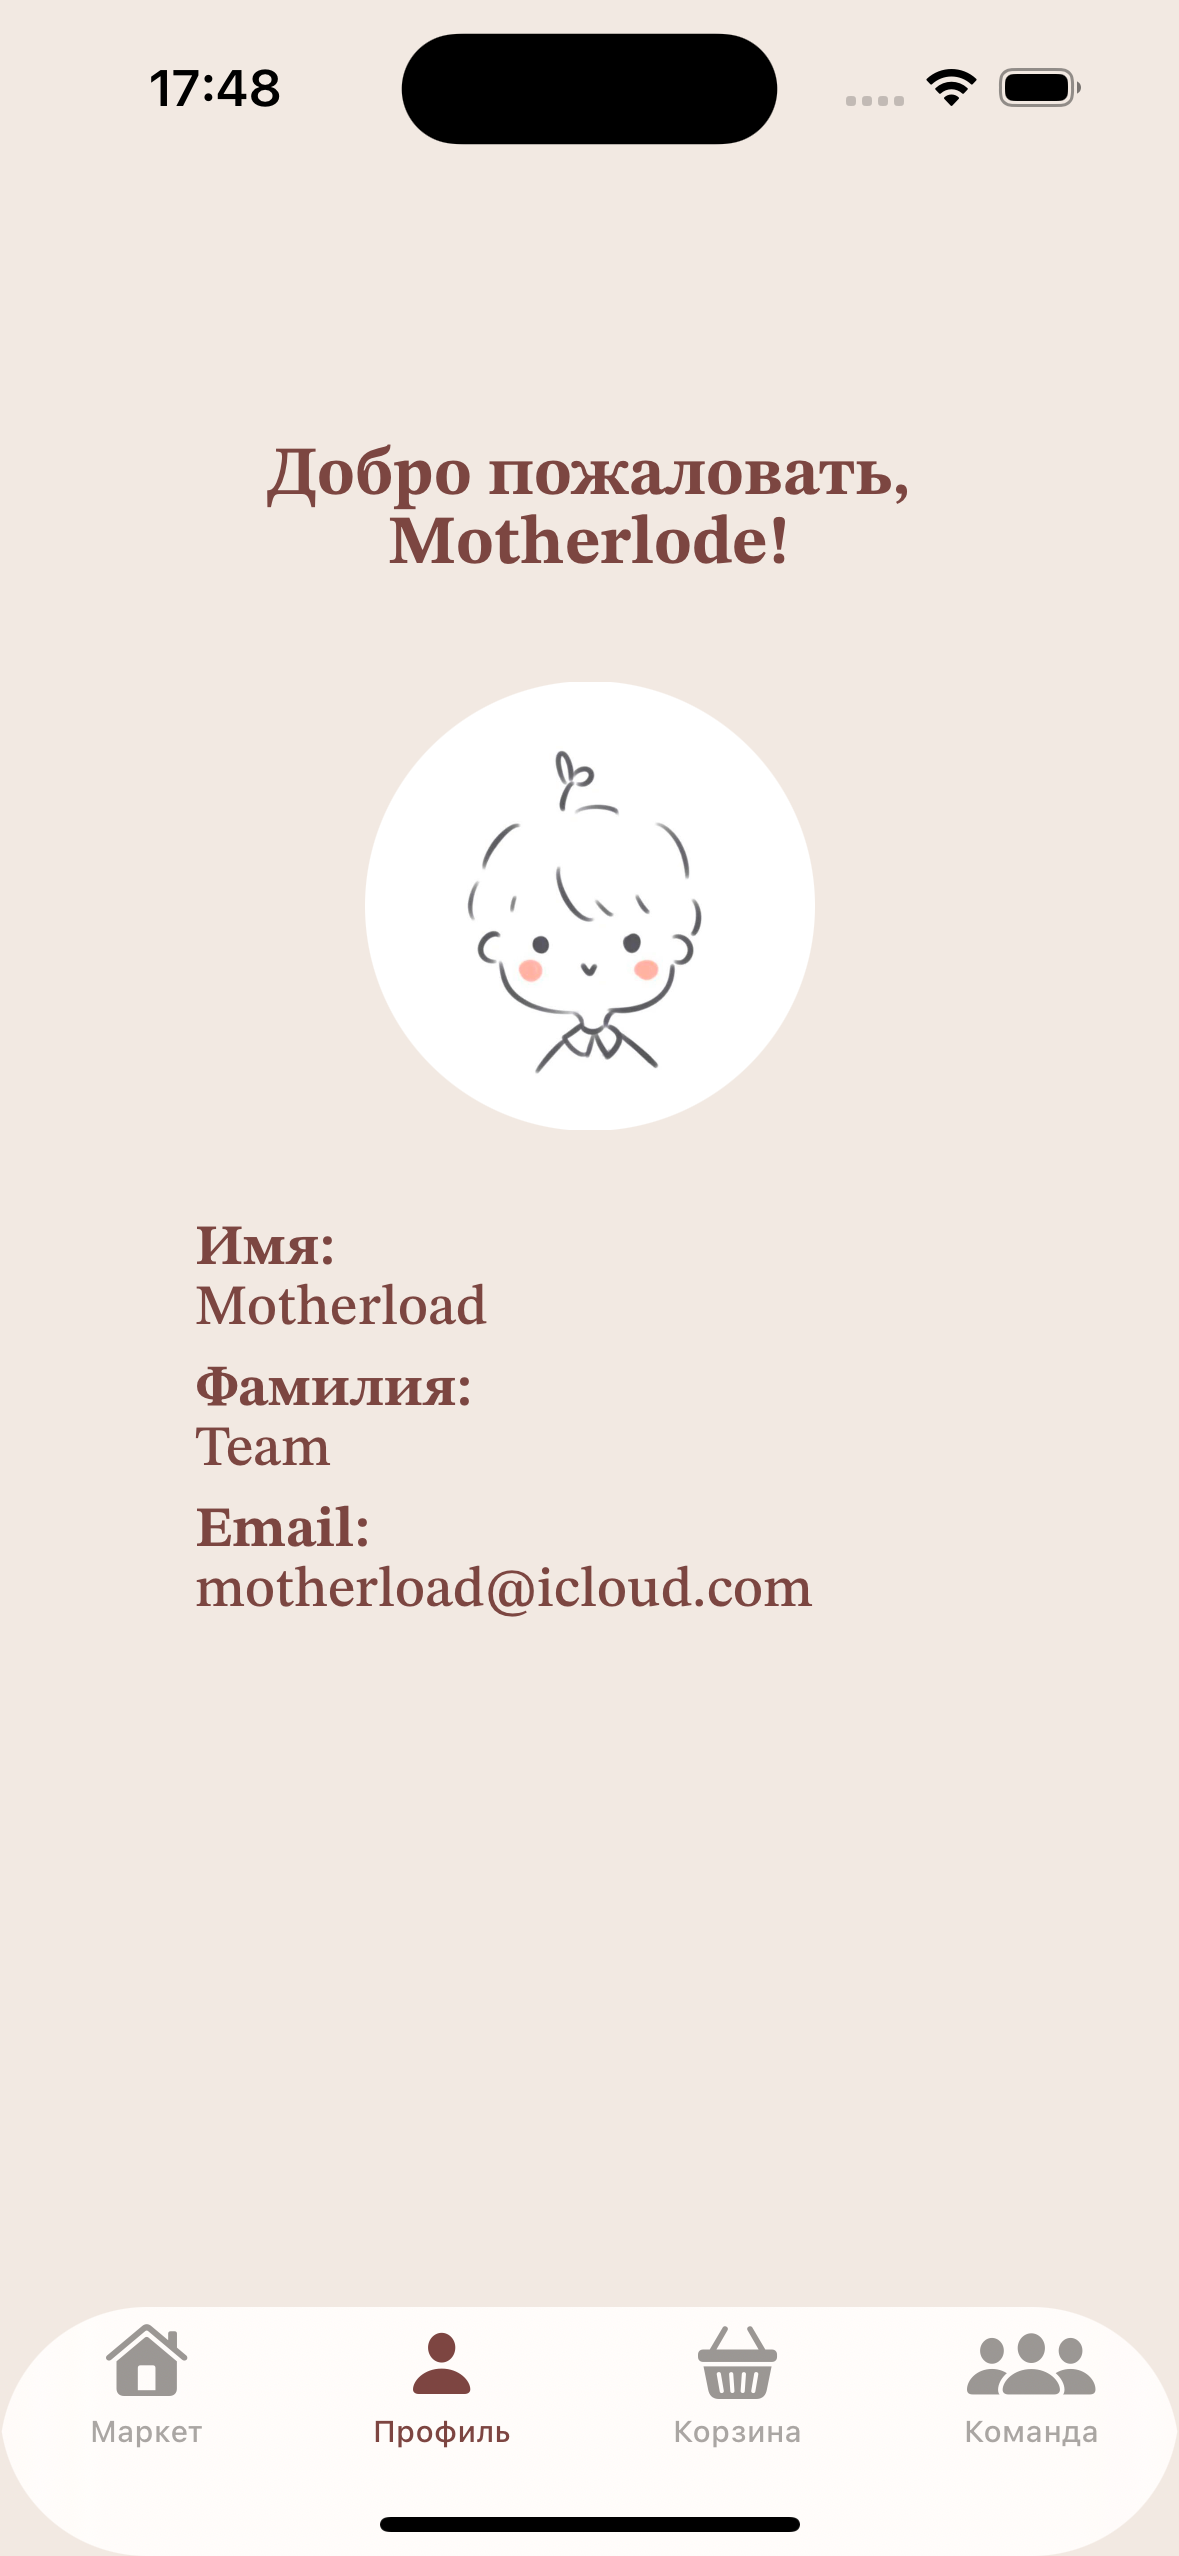 17:48
Добро пожаловать,
Motherlode!
Имя:
Motherload
Фамилия:
Team
Email:
motherload@icloud.com
Маркет
Профиль
Корзина
Команда